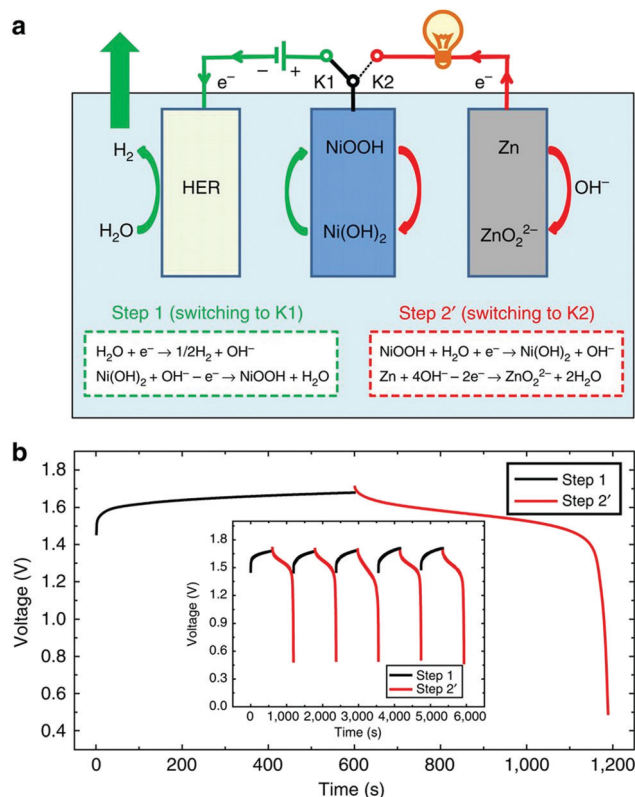 a
− + K1 K2
e⁻ e⁻
H₂ NiOOH Zn
HER OH⁻
H₂O Ni(OH)₂ ZnO₂²⁻
Step 1 (switching to K1)
H₂O + e⁻ → 1/2H₂ + OH⁻
Ni(OH)₂ + OH⁻ − e⁻ → NiOOH + H₂O
Step 2′ (switching to K2)
NiOOH + H₂O + e⁻ → Ni(OH)₂ + OH⁻
Zn + 4OH⁻ − 2e⁻ → ZnO₂²⁻ + 2H₂O
b
Voltage (V)
1.8
1.6
1.4
1.2
1.0
0.8
0.6
0.4
Step 1
Step 2′
Voltage (V)
1.8
1.5
1.2
0.9
0.6
0.3
0.0
Step 1
Step 2′
0 1,000 2,000 3,000 4,000 5,000 6,000
Time (s)
0 200 400 600 800 1,000 1,200
Time (s)